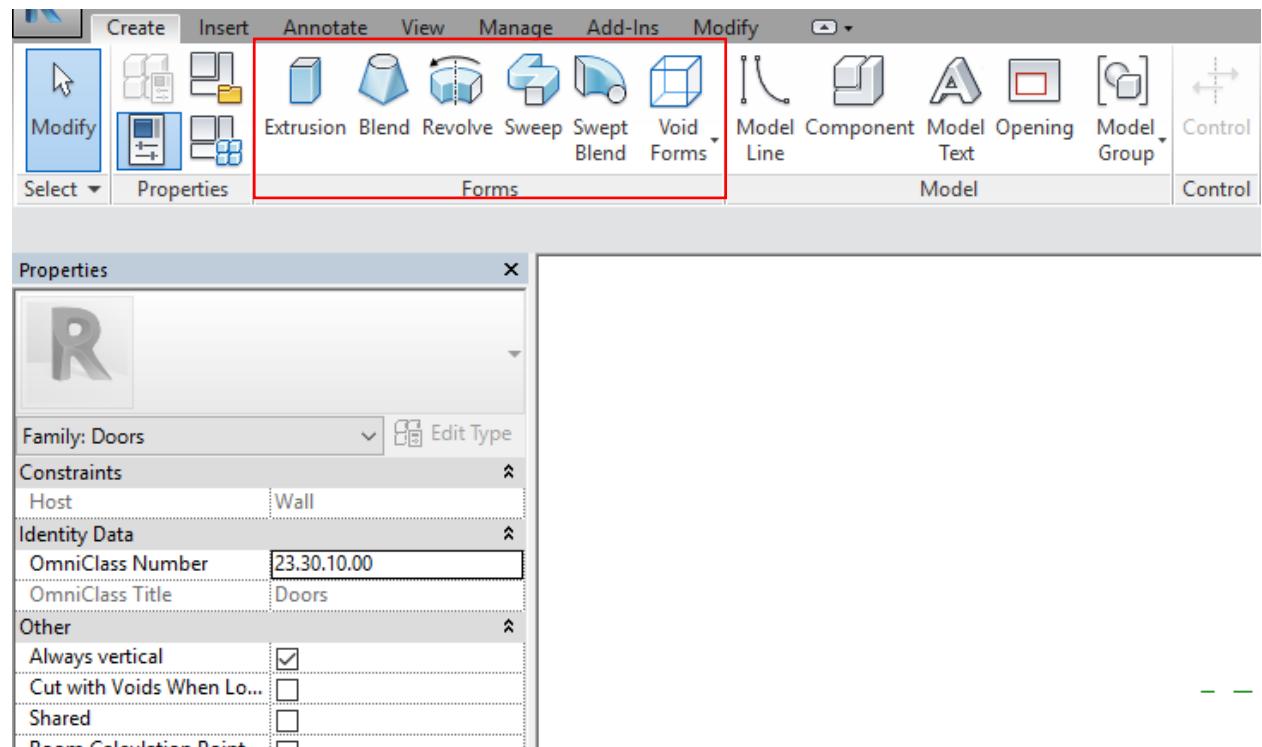 Create Insert Annotate View Manage Add-Ins Modify
Modify
Extrusion Blend Revolve Sweep Swept Blend Void Forms
Model Line Component Model Text Opening Model Group Control
Select Properties Forms Model Control
Properties
R
Family: Doors Edit Type
Constraints
Host Wall
Identity Data
OmniClass Number 23.30.10.00
OmniClass Title Doors
Other
Always vertical
Cut with Voids When Lo...
Shared
Room Calculation Point